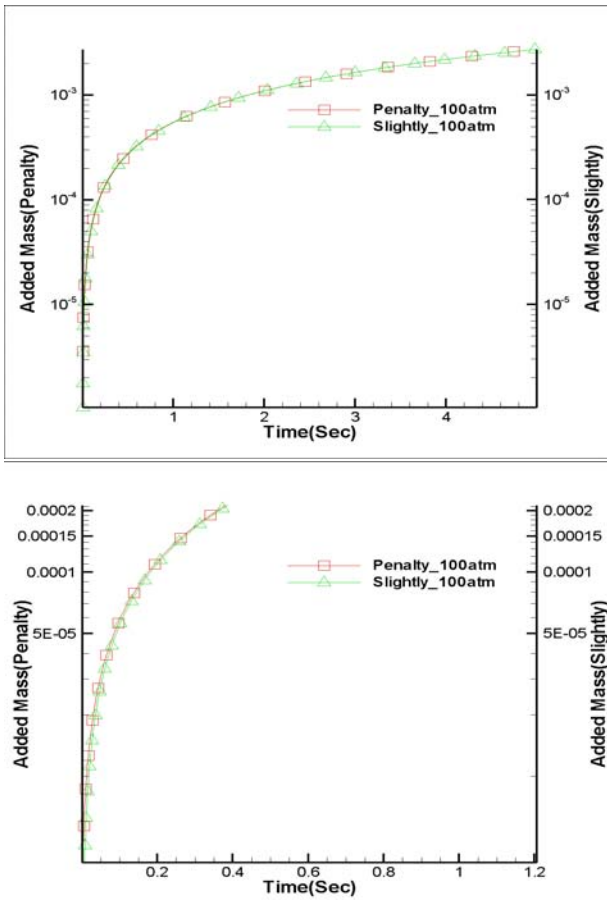 10-3
10-4
10-5
Added Mass(Penalty)
Penalty_100atm
Slightly_100atm
10-3
10-4
10-5
Added Mass(Slightly)
1 2 3 4
Time(Sec)
0.0002
0.00015
0.0001
5E-05
Added Mass(Penalty)
Penalty_100atm
Slightly_100atm
0.0002
0.00015
0.0001
5E-05
Added Mass(Slightly)
0.2 0.4 0.6 0.8 1 1.2
Time(Sec)